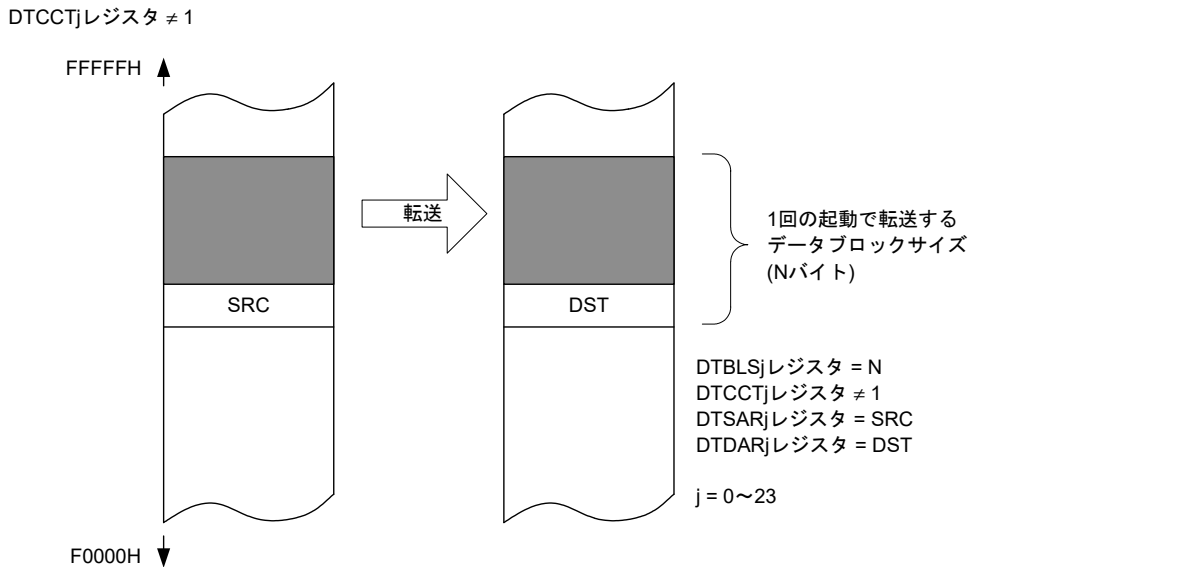 DTCCTjレジスタ ≠ 1
FFFFFH
転送
1回の起動で転送する
データブロックサイズ
(Nバイト)
SRC
DST
DTBLSjレジスタ = N
DTCCTjレジスタ ≠ 1
DTSARjレジスタ = SRC
DTDARjレジスタ = DST
j = 0～23
F0000H